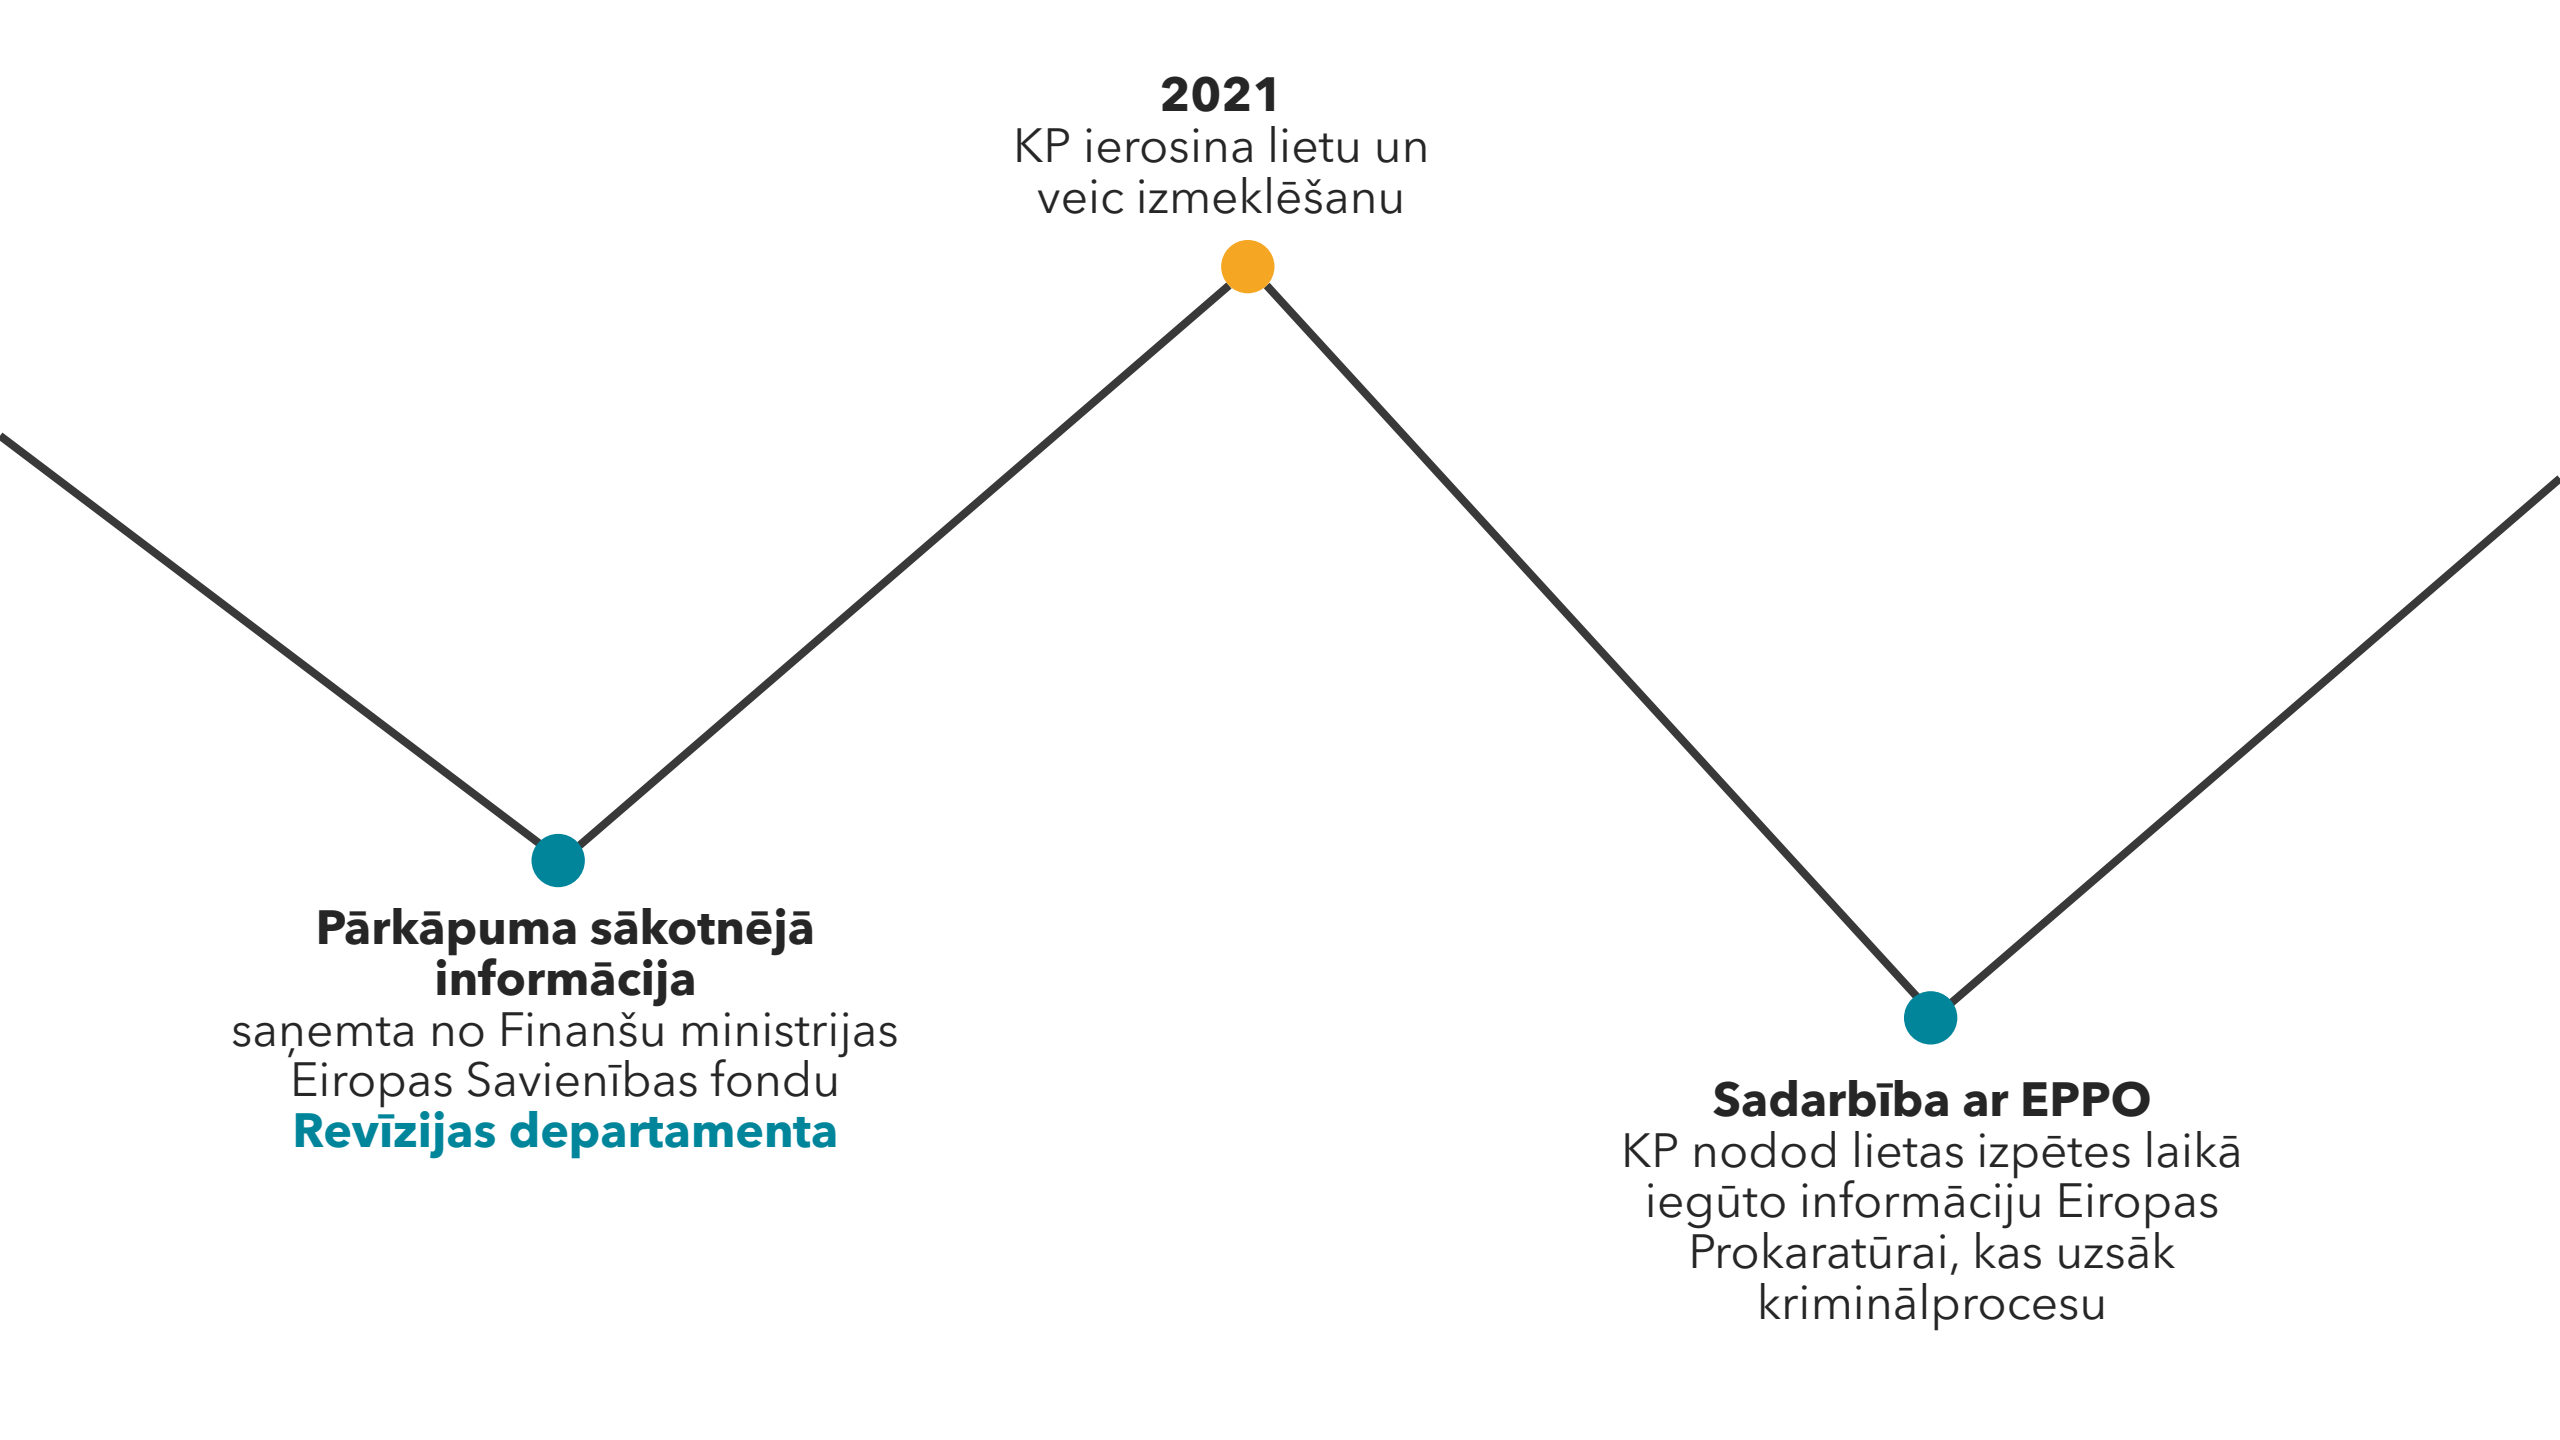 2021
KP ierosina lietu un
veic izmeklēšanu
Pārkāpuma sākotnējā
informācija
saņemta no Finanšu ministrijas
Eiropas Savienības fondu
Revīzijas departamenta
Sadarbība ar EPPO
KP nodod lietas izpētes laikā
iegūto informāciju Eiropas
Prokaratūrai, kas uzsāk
kriminālprocesu